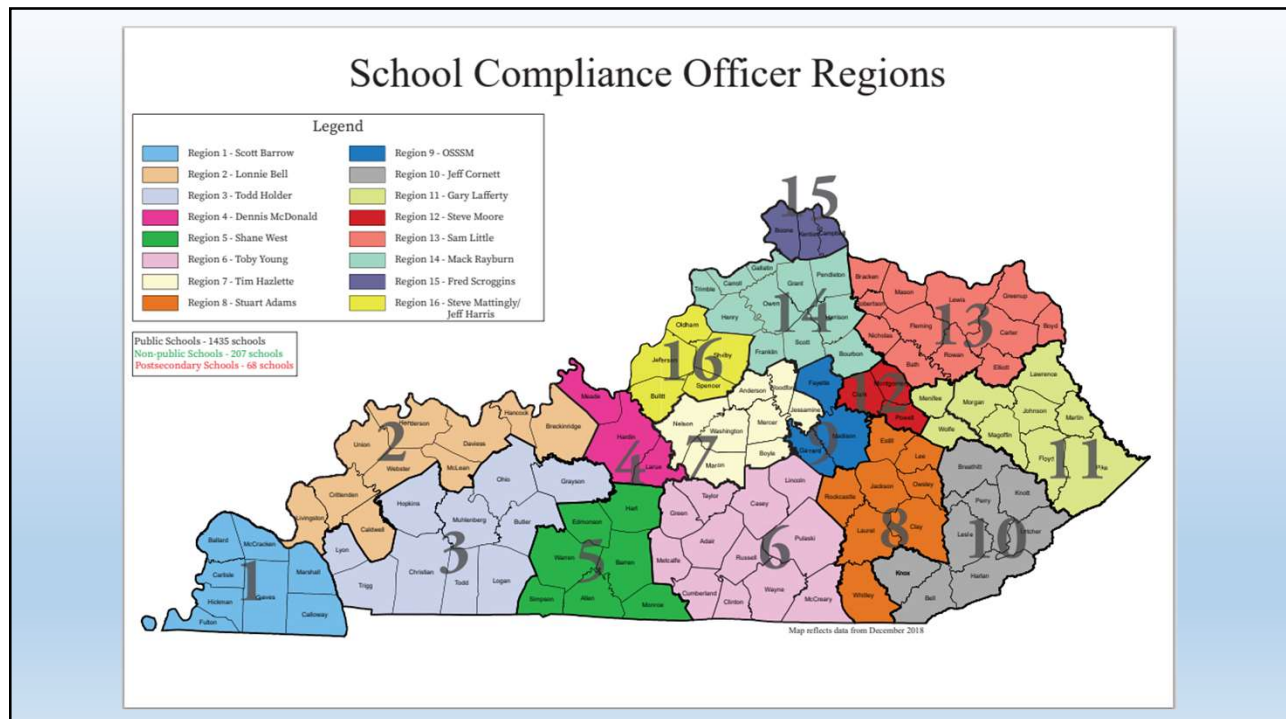 School Compliance Officer Regions
Legend
Region 1 - Scott Barrow
Region 2 - Lonnie Bell
Region 3 - Todd Holder
Region 4 - Dennis McDonald
Region 5 - Shane West
Region 6 - Toby Young
Region 7 - Tim Hazlette
Region 8 - Stuart Adams
Region 9 - OSSSM
Region 10 - Jeff Cornett
Region 11 - Gary Lafferty
Region 12 - Steve Moore
Region 13 - Sam Little
Region 14 - Mack Rayburn
Region 15 - Fred Scroggins
Region 16 - Steve Mattingly/
Jeff Harris
Public Schools - 1435 schools
Non-public Schools - 207 schools
Postsecondary Schools - 68 schools
15
Boone
Kenton
Campbell
14
Gallatin
Pendleton
Trimble
Carroll
Grant
Owen
Henry
Franklin
Scott
Bourbon
13
Bracken
Mason
Lewis
Greenup
Robertson
Fleming
Nicholas
Carter
Boyd
Rowan
Bath
Elliott
16
Oldham
Jefferson
Shelby
Spencer
Bullitt
12
Clark
Montgomery
Powell
11
Lawrence
Menifee
Morgan
Johnson
Martin
Wolfe
Magoffin
Floyd
Pike
9
Fayette
Madison
Garrard
7
Anderson
Woodford
Jessamine
Nelson
Washington
Mercer
Marion
Boyle
4
Meade
Hardin
Larue
2
Hancock
Breckinridge
Henderson
Union
Daviess
Webster
McLean
Crittenden
Livingston
Caldwell
3
Ohio
Grayson
Hopkins
Muhlenberg
Butler
Lyon
Christian
Todd
Logan
Trigg
10
Breathitt
Knott
Perry
Letcher
Leslie
Harlan
Knox
Bell
8
Estill
Lee
Jackson
Owsley
Rockcastle
Laurel
Clay
Whitley
6
Lincoln
Taylor
Casey
Green
Adair
Pulaski
Russell
Metcalfe
Cumberland
Clinton
Wayne
McCreary
5
Hart
Edmonson
Warren
Barren
Simpson
Allen
Monroe
1
Ballard
McCracken
Carlisle
Marshall
Graves
Hickman
Calloway
Fulton
Map reflects data from December 2018